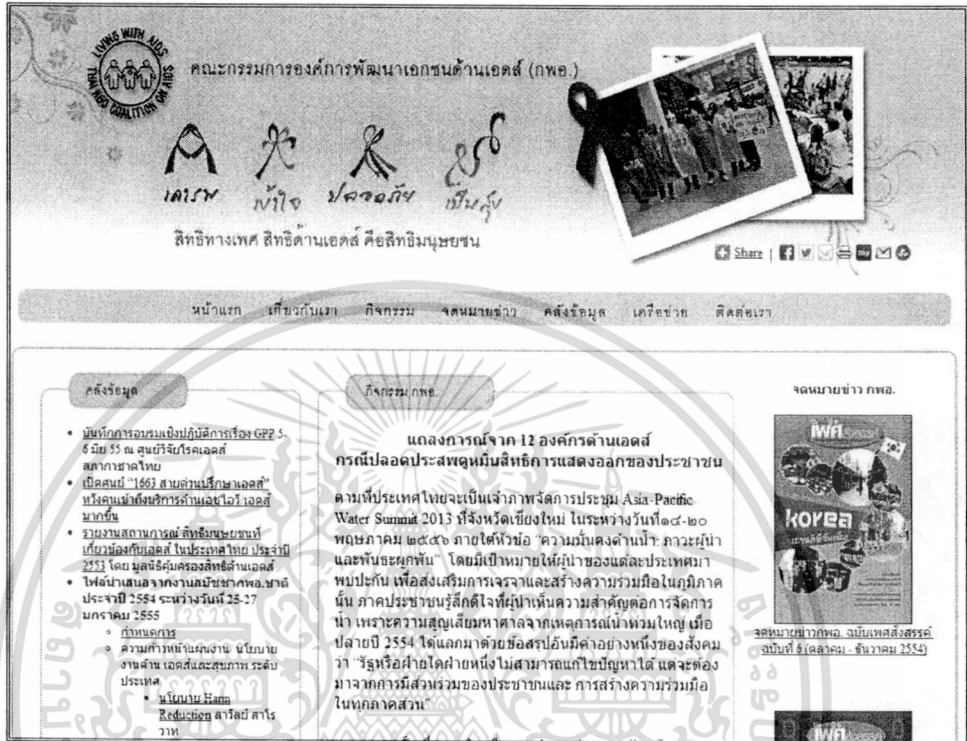 LIVING WITH AIDS
THAI NGO COALITION ON AIDS
คณะกรรมการองค์การพัฒนาเอกชนด้านเอดส์ (กพอ.)
เคารพ เข้าใจ ปลอดภัย เป็นสุข
สิทธิทางเพศ สิทธิด้านเอดส์ คือสิทธิมนุษยชน
Share |
หน้าแรก เกี่ยวกับเรา กิจกรรม จดหมายข่าว คลังข้อมูล เครือข่าย ติดต่อเรา
คลังข้อมูล
บันทึกการอบรมเชิงปฏิบัติการเรื่อง GPP 5-
6 มิย 55 ณ ศูนย์วิจัยโรคเอดส์
สภากาชาดไทย
เปิดศูนย์ "1663 สายด่วนปรึกษาเอดส์"
หวังคนเข้าถึงบริการด้านเอชไอวี เอดส์
มากขึ้น
รายงานสถานการณ์ สิทธิมนุษยชนที่
เกี่ยวข้องกับเอดส์ ในประเทศไทย ประจำปี
2553 โดย มูลนิธิคุ้มครองสิทธิด้านเอดส์
ไฟล์นำเสนอจากงานสมัชชากพอ.ชาติ
ประจำปี 2554 ระหว่างวันที่ 25-27
มกราคม 2555
กำหนดการ
ความก้าวหน้าแผนงาน นโยบาย
งานด้าน เอดส์และสุขภาพ ระดับ
ประเทศ
นโยบาย Harm
Reduction ลาวัลย์ สาโร
วาท
กิจกรรม กพอ.
แถลงการณ์จาก 12 องค์กรด้านเอดส์
กรณีปลอดประสพดูหมิ่นสิทธิการแสดงออกของประชาชน
ตามที่ประเทศไทยจะเป็นเจ้าภาพจัดการประชุม Asia-Pacific
Water Summit 2013 ที่จังหวัดเชียงใหม่ ในระหว่างวันที่๑๔-๒๐
พฤษภาคม ๒๕๕๖ ภายใต้หัวข้อ "ความมั่นคงด้านน้ำ: ภาวะผู้นำ
และพันธะผูกพัน" โดยมีเป้าหมายให้ผู้นำของแต่ละประเทศมา
พบปะกัน เพื่อส่งเสริมการเจรจาและสร้างความร่วมมือในภูมิภาค
นั้น ภาคประชาชนรู้สึกดีใจที่ผู้นำเห็นความสำคัญต่อการจัดการ
น้ำ เพราะความสูญเสียมหาศาลจากเหตุการณ์น้ำท่วมใหญ่ เมื่อ
ปลายปี 2554 ได้แลกมาด้วยข้อสรุปอันมีค่าอย่างหนึ่งของสังคม
ว่า "รัฐหรือฝ่ายใดฝ่ายหนึ่งไม่สามารถแก้ไขปัญหาได้ แต่จะต้อง
มาจากการมีส่วนร่วมของประชาชนและ การสร้างความร่วมมือ
ในทุกภาคส่วน"
จดหมายข่าว กพอ.
เพศ
korea
จดหมายข่าวกพอ. ฉบับเพศสังสรรค์
ฉบับที่ 6 (ตุลาคม - ธันวาคม 2554)
เพศ